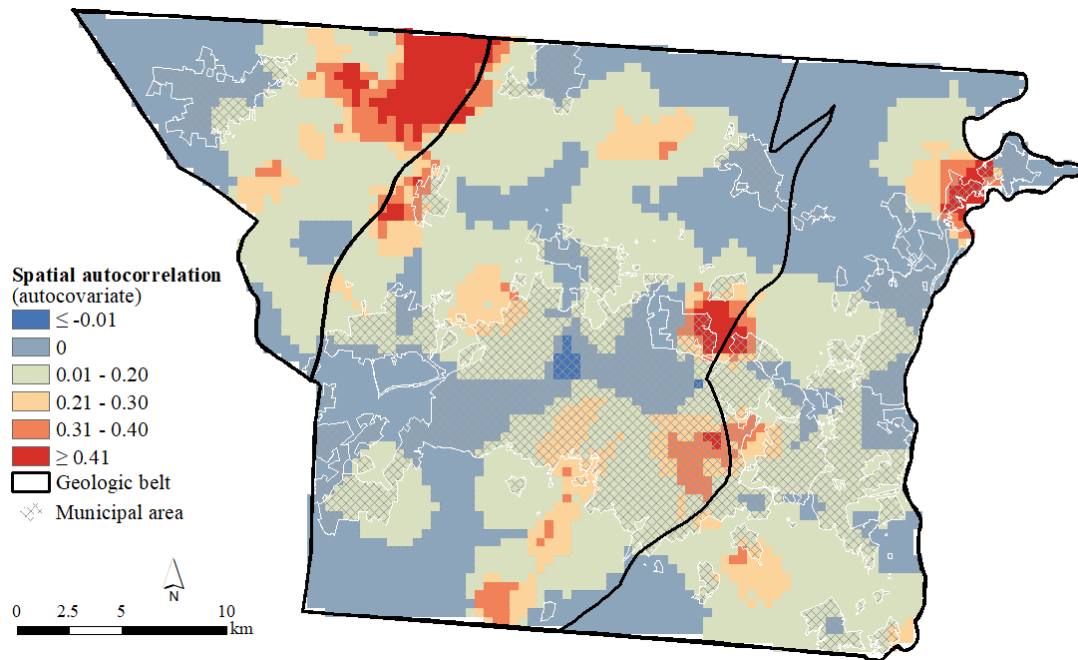 Spatial autocorrelation
(autocovariate)
≤ -0.01
0
0.01 - 0.20
0.21 - 0.30
0.31 - 0.40
≥ 0.41
Geologic belt
Municipal area
N
0 2.5 5 10
km